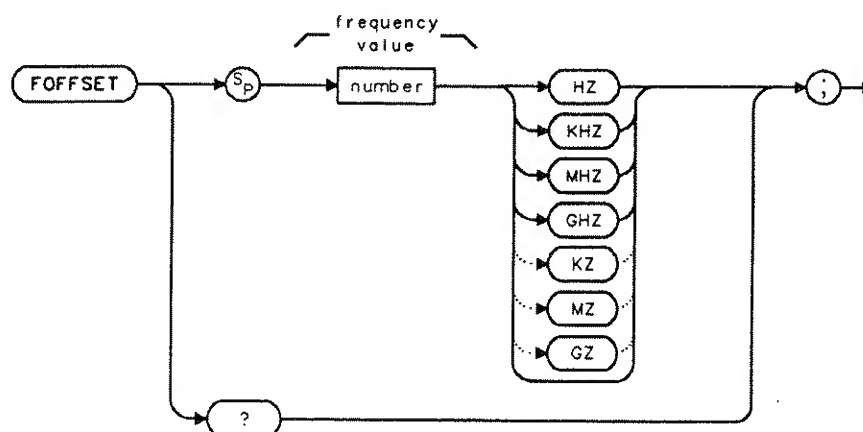 frequency
value
FOFFSET
SP
number
HZ
;
KHZ
MHZ
GHZ
KZ
MZ
GZ
?